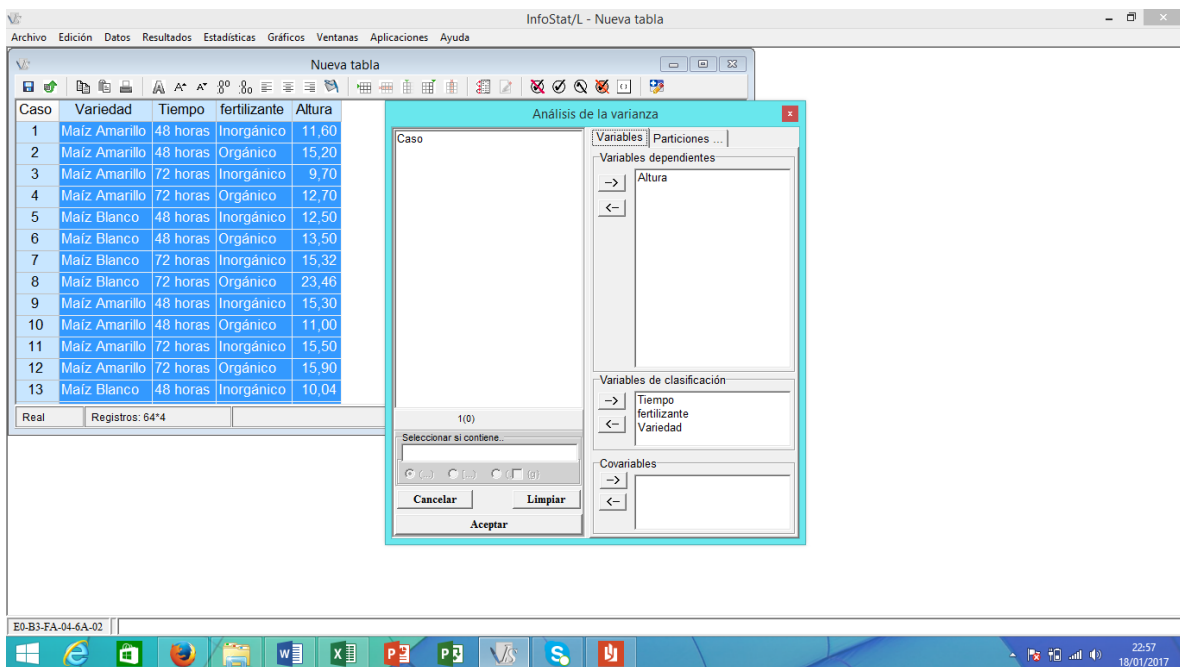 InfoStat/L - Nueva tabla
Archivo Edición Datos Resultados Estadísticas Gráficos Ventanas Aplicaciones Ayuda
Nueva tabla
Caso Variedad Tiempo fertilizante Altura
1 Maíz Amarillo 48 horas Inorgánico 11,60
2 Maíz Amarillo 48 horas Orgánico 15,20
3 Maíz Amarillo 72 horas Inorgánico 9,70
4 Maíz Amarillo 72 horas Orgánico 12,70
5 Maíz Blanco 48 horas Inorgánico 12,50
6 Maíz Blanco 48 horas Orgánico 13,50
7 Maíz Blanco 72 horas Inorgánico 15,32
8 Maíz Blanco 72 horas Orgánico 23,46
9 Maíz Amarillo 48 horas Inorgánico 15,30
10 Maíz Amarillo 48 horas Orgánico 11,00
11 Maíz Amarillo 72 horas Inorgánico 15,50
12 Maíz Amarillo 72 horas Orgánico 15,90
13 Maíz Blanco 48 horas Inorgánico 10,04
Real Registros: 64*4
Análisis de la varianza
Caso
1(0)
Seleccionar si contiene..
Cancelar Limpiar
Aceptar
Variables Particiones ...
Variables dependientes
-->
Altura
<--
Variables de clasificación
-->
Tiempo
fertilizante
<--
Variedad
Covariables
-->
<--
E0-B3-FA-04-6A-02
22:57
18/01/2017